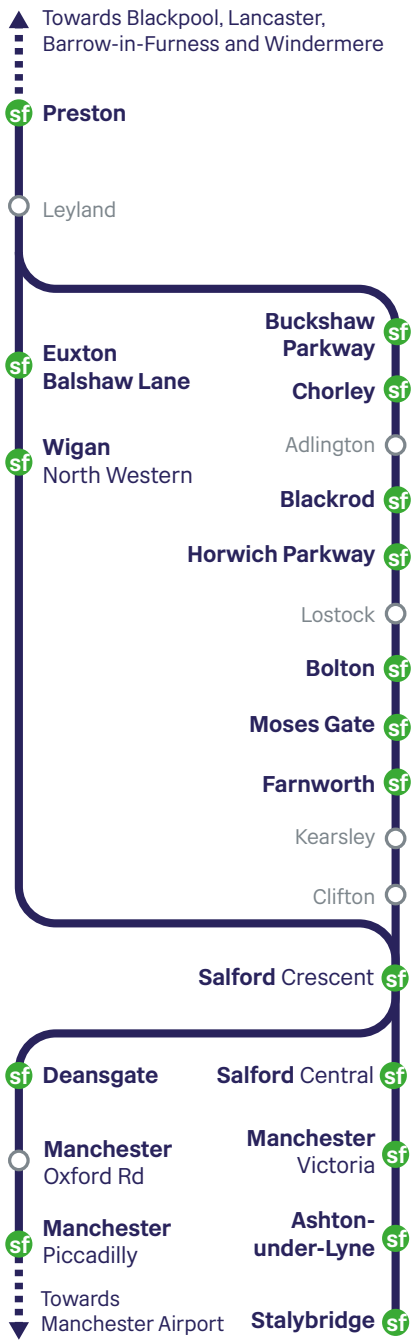 Towards Blackpool, Lancaster,
Barrow-in-Furness and Windermere
sf Preston
Leyland
Buckshaw
Parkway sf
sf Euxton
Balshaw Lane
Chorley sf
Adlington
sf Wigan
North Western
Blackrod sf
Horwich Parkway sf
Lostock
Bolton sf
Moses Gate sf
Farnworth sf
Kearsley
Clifton
Salford Crescent sf
sf Deansgate
Salford Central sf
Manchester
Oxford Rd
Manchester
Victoria sf
sf Manchester
Piccadilly
Ashton-
under-Lyne sf
Towards
Manchester Airport
Stalybridge sf